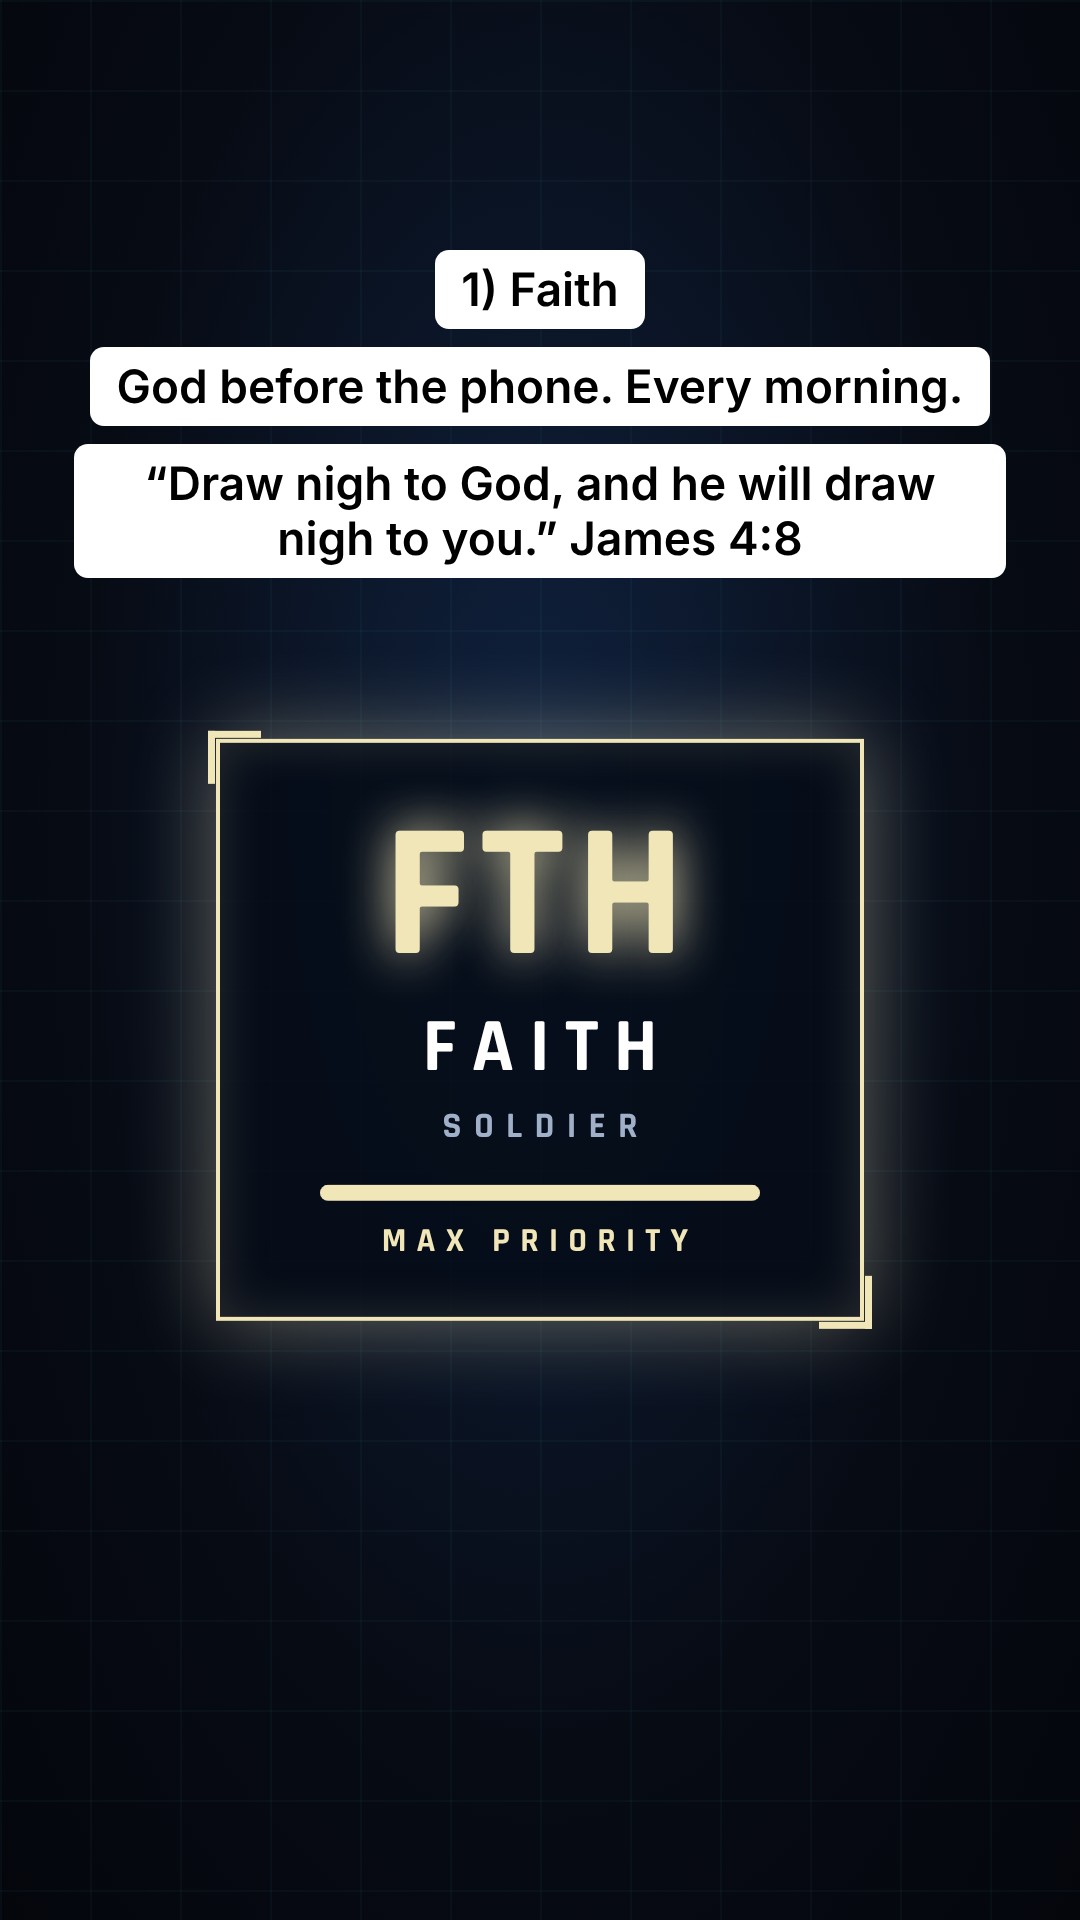 1) Faith
God before the phone. Every morning.
“Draw nigh to God, and he will draw
nigh to you.” James 4:8
FTH
FAITH
SOLDIER
MAX PRIORITY